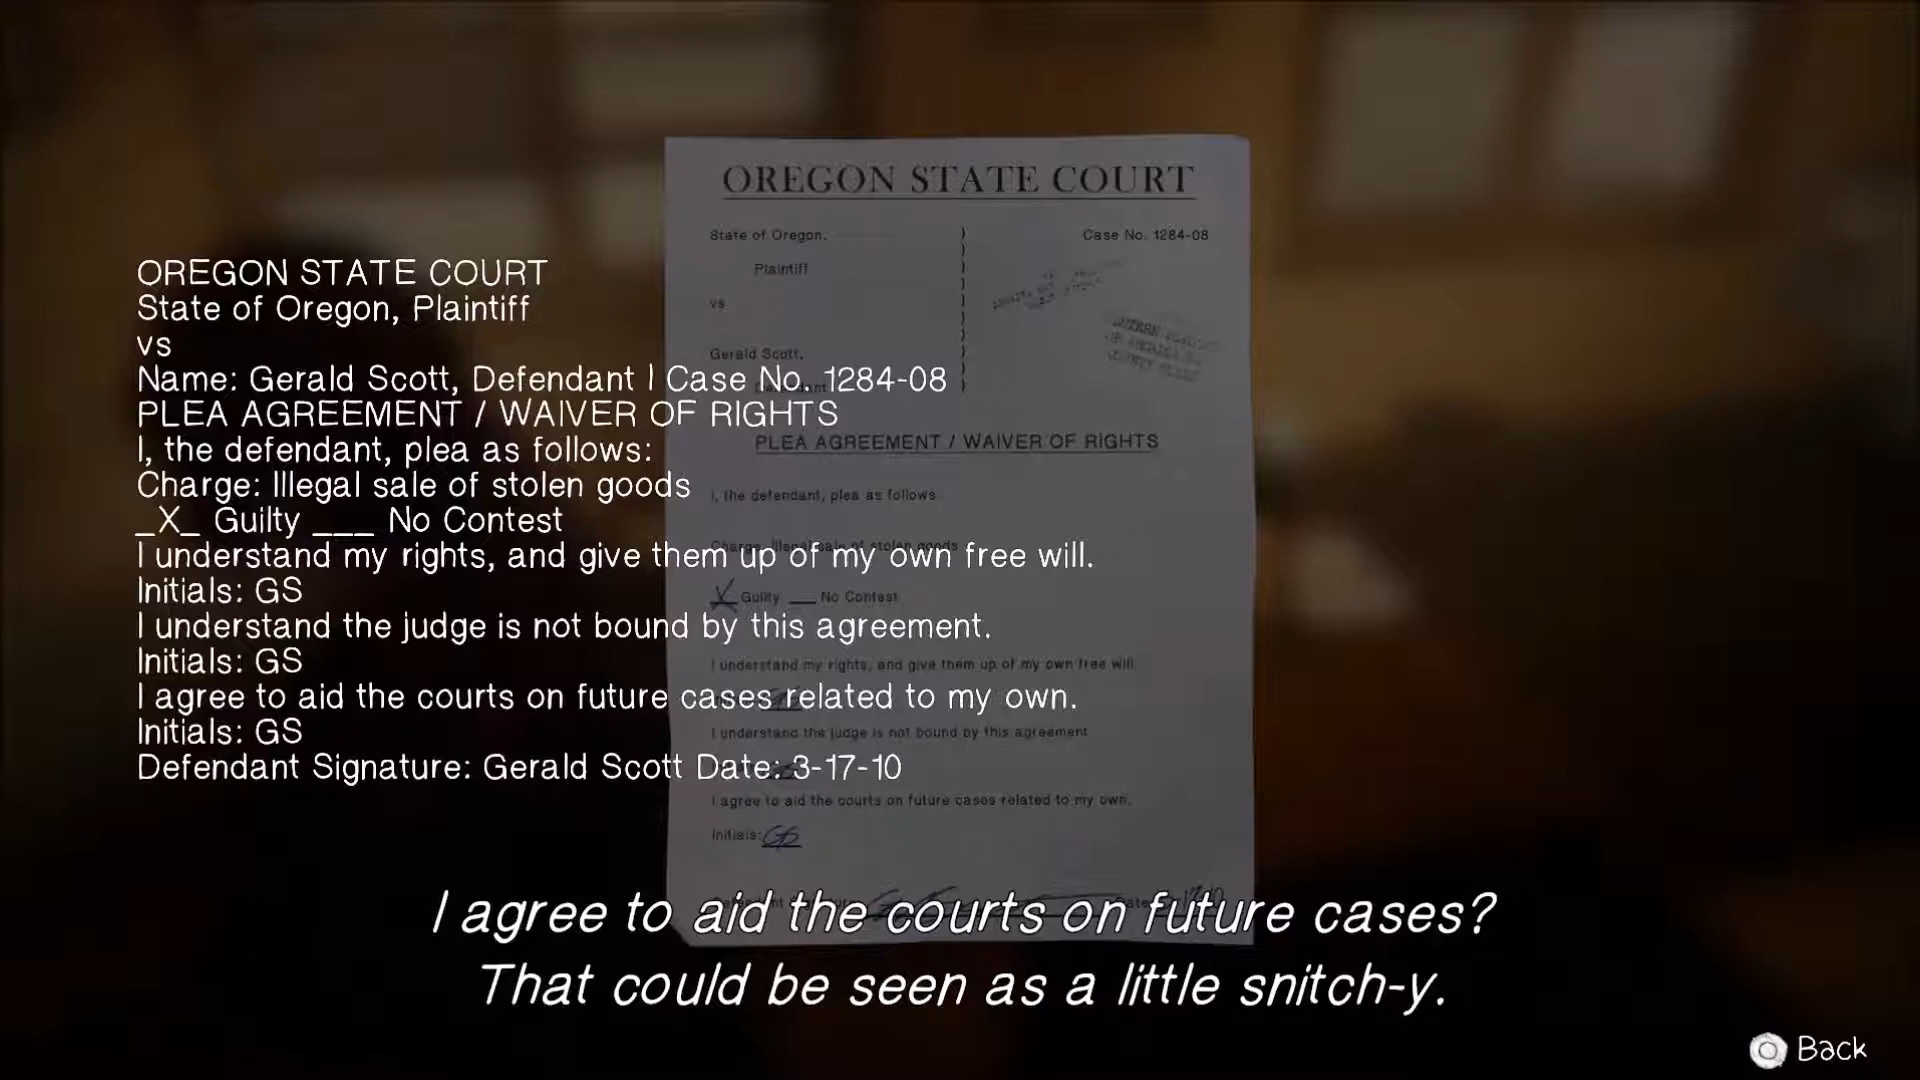 OREGON STATE COURT
State of Oregon, Plaintiff
vs
Name: Gerald Scott, Defendant | Case No. 1284-08
PLEA AGREEMENT / WAIVER OF RIGHTS
I, the defendant, plea as follows:
Charge: Illegal sale of stolen goods
_X_ Guilty ___ No Contest
I understand my rights, and give them up of my own free will.
Initials: GS
I understand the judge is not bound by this agreement.
Initials: GS
I agree to aid the courts on future cases related to my own.
Initials: GS
Defendant Signature: Gerald Scott Date: 3-17-10
OREGON STATE COURT
State of Oregon,
Case No. 1284-08
Plaintiff
vs
Gerald Scott,
PLEA AGREEMENT / WAIVER OF RIGHTS
I, the defendant, plea as follows
Charge: Illegal sale of stolen goods
X Guilty __ No Contest
I understand my rights, and give them up of my own free will
I understand the judge is not bound by this agreement
I agree to aid the courts on future cases related to my own.
Initials: GS
I agree to aid the courts on future cases?
That could be seen as a little snitch-y.
Back